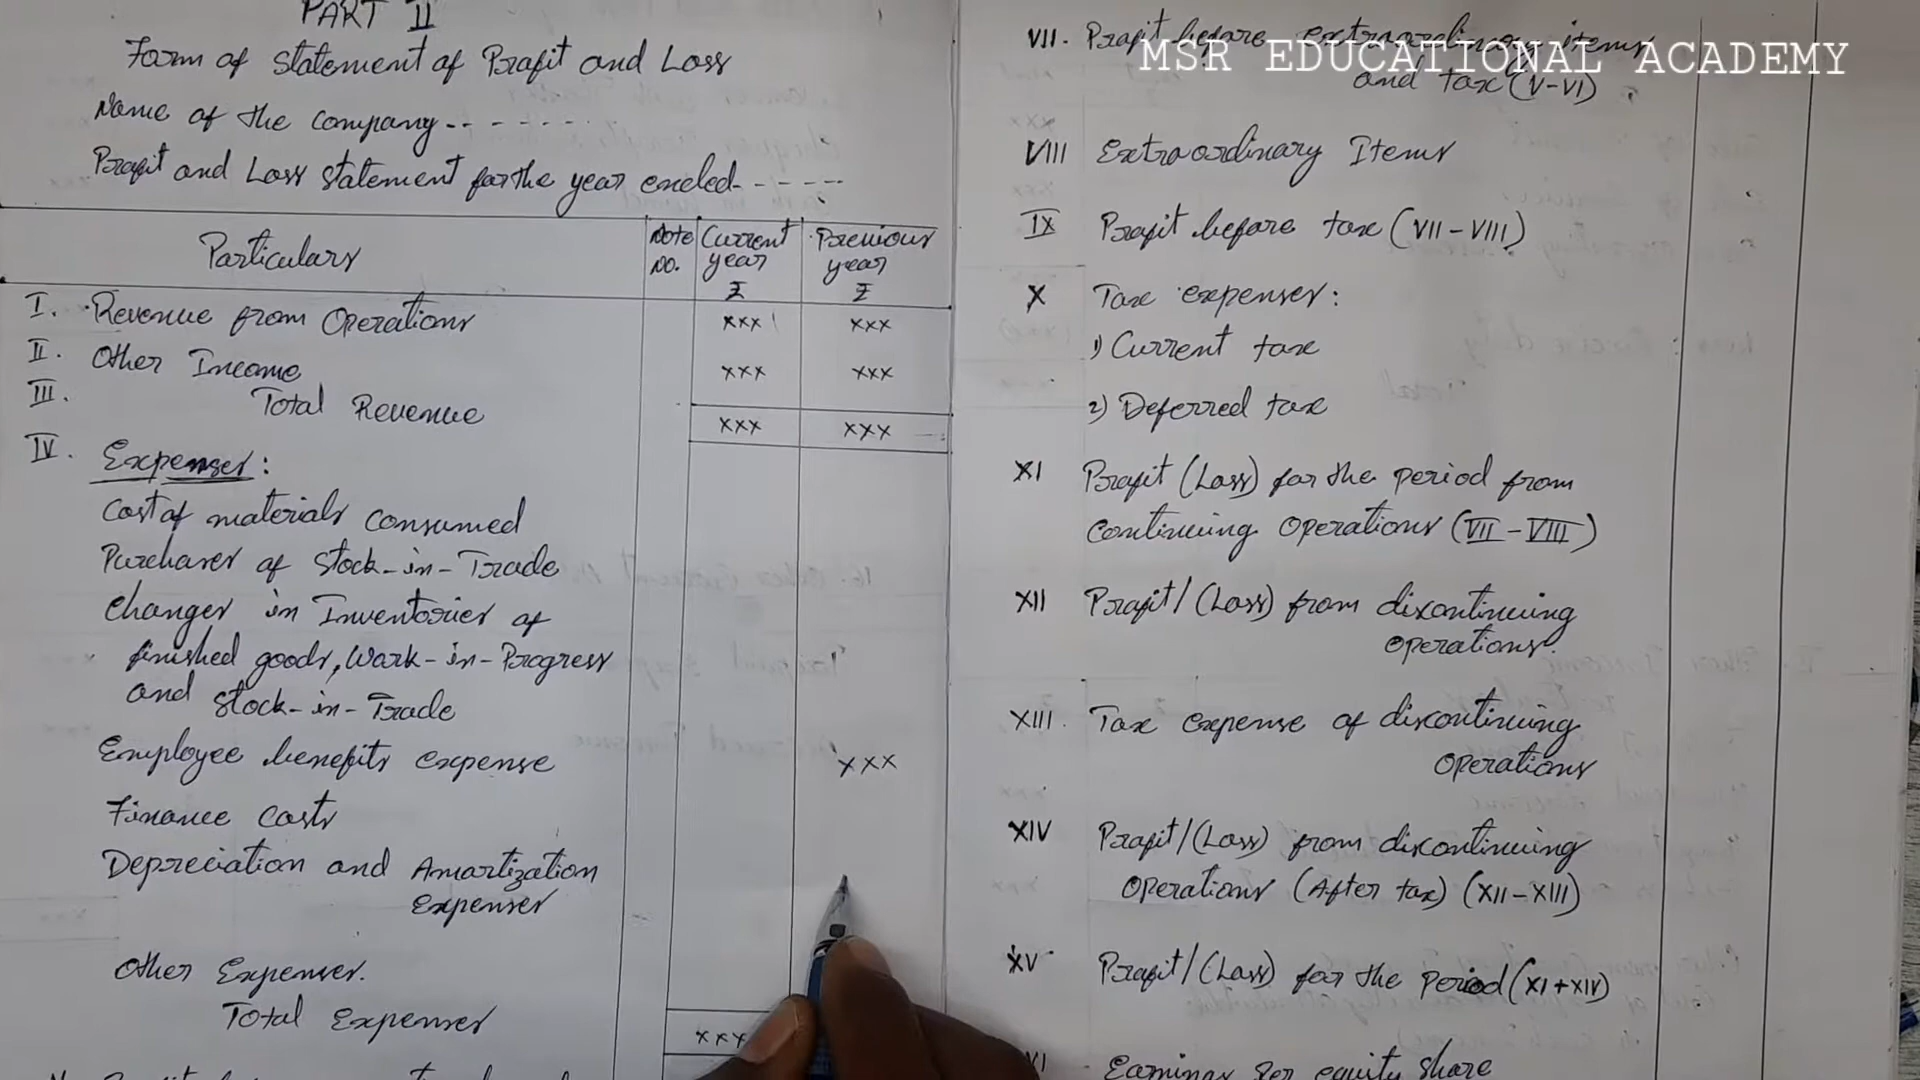 PART II
Form of Statement of Profit and Loss
Name of the company - - - - - - - -
Profit and Loss statement for the year ended - - - - - -
Particulars
Note No.
Current year ₹
Previous year ₹
I. Revenue from Operations xxx xxx
II. Other Income xxx xxx
III. Total Revenue xxx xxx
IV. Expenses:
Cost of materials consumed
Purchases of Stock-in-Trade
Changes in Inventories of
finished goods, Work-in-Progress
and Stock-in-Trade
Employee benefits expense xxx
Finance Costs
Depreciation and Amortization
Expenses
Other Expenses.
Total Expenses xxx
MSR EDUCATIONAL ACADEMY
VII. Profit before extraordinary items
and tax (V-VI)
VIII Extraordinary Items
IX Profit before tax (VII-VIII)
X Tax expenses:
1) Current tax
2) Deferred tax
XI Profit (Loss) for the period from
continuing operations (VII-VIII)
XII Profit/(Loss) from discontinuing
operations.
XIII. Tax expense of discontinuing
operations
XIV Profit/(Loss) from discontinuing
operations (After tax) (XII-XIII)
XV Profit/(Loss) for the Period (XI+XIV)
Earnings per equity share